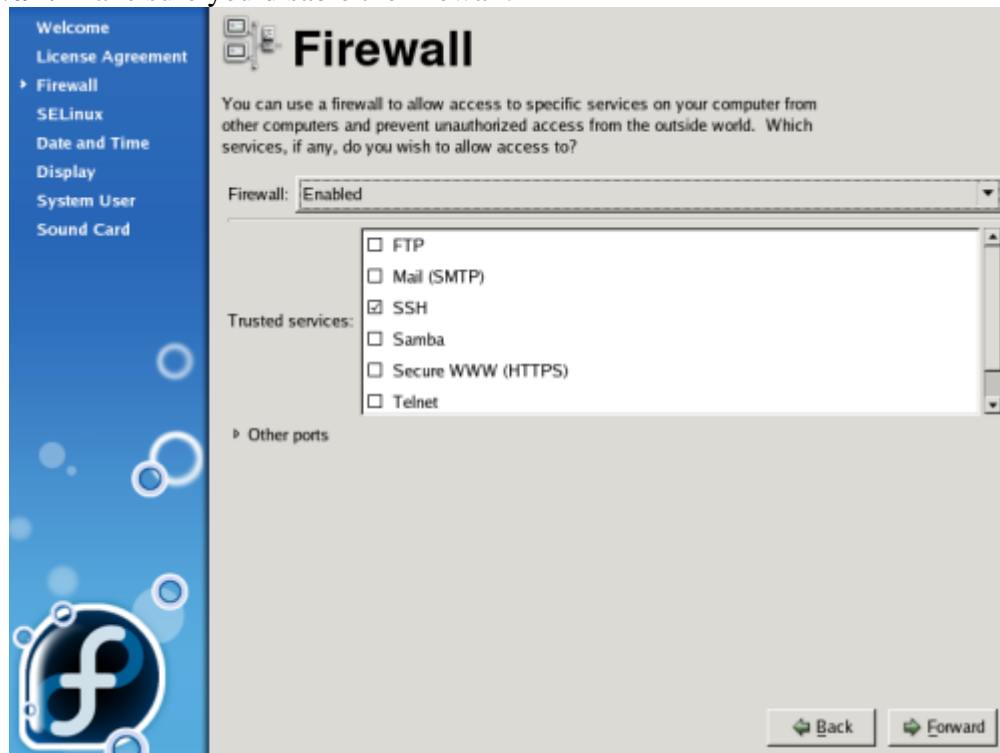 Welcome
License Agreement
Firewall
SELinux
Date and Time
Display
System User
Sound Card
Firewall
You can use a firewall to allow access to specific services on your computer from
other computers and prevent unauthorized access from the outside world. Which
services, if any, do you wish to allow access to?
Firewall: Enabled
Trusted services:
FTP
Mail (SMTP)
SSH
Samba
Secure WWW (HTTPS)
Telnet
Other ports
Back
Forward